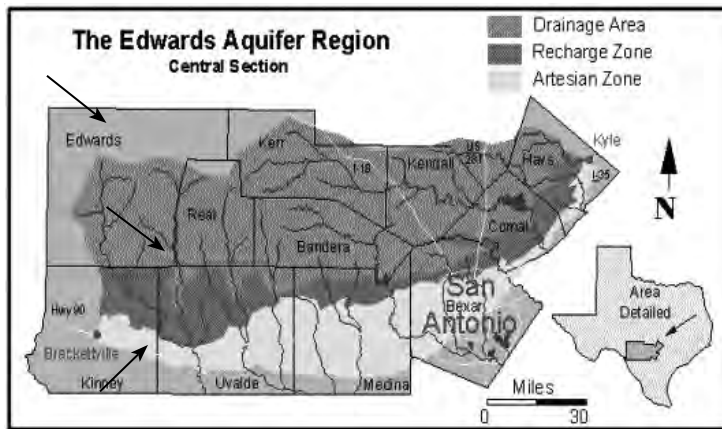 The Edwards Aquifer Region
Central Section
Drainage Area
Recharge Zone
Artesian Zone
Edwards
Kerr
Kendall
US
281
Hays
Kyle
I-35
I-10
Real
Bandera
Comal
N
San
Bexar
Antonio
Hwy 90
Brackettville
Kinney
Uvalde
Medina
Area
Detailed
Miles
0
30